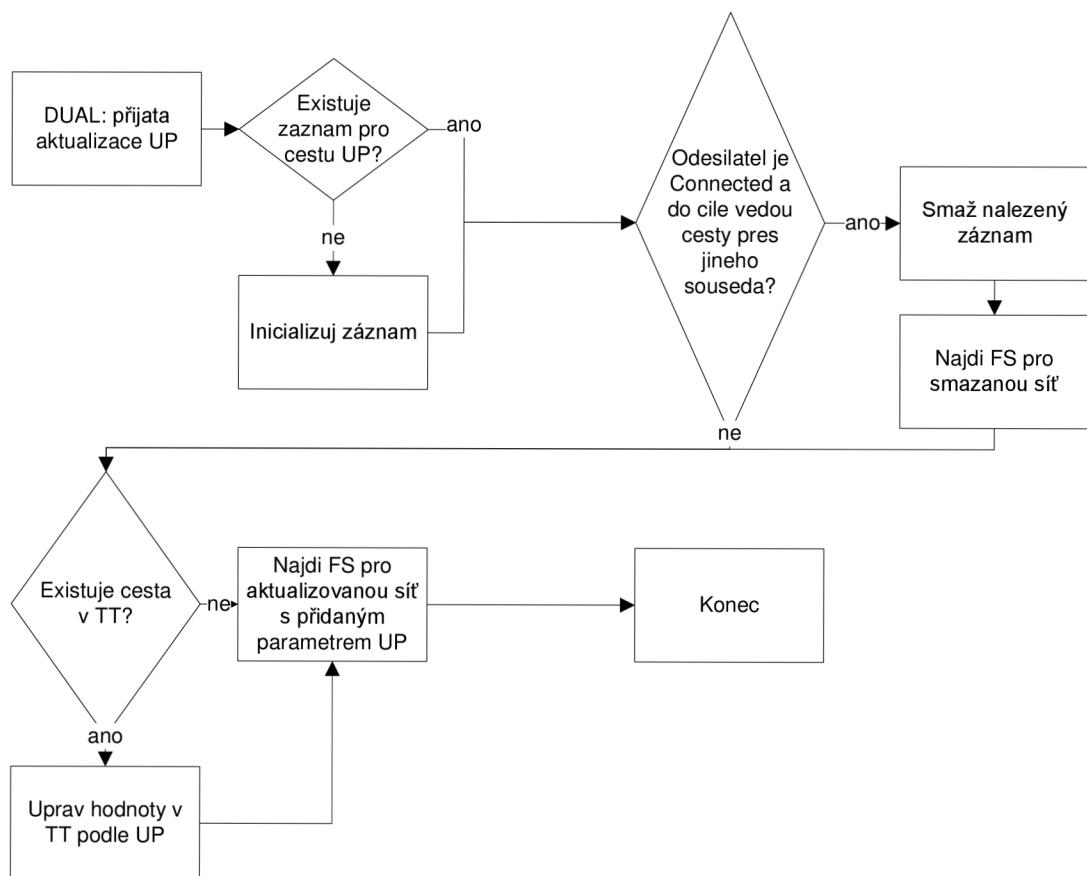 DUAL: přijata
aktualizace UP
Existuje
zaznam pro
cestu UP?
ano
ne
Inicializuj záznam
Odesilatel je
Connected a
do cile vedou
cesty pres
jineho
souseda?
ano
Smaž nalezený
záznam
Najdi FS pro
smazanou síť
ne
Existuje cesta
v TT?
ne
Najdi FS pro
aktualizovanou síť
s přidaným
parametrem UP
Konec
ano
Uprav hodnoty v
TT podle UP